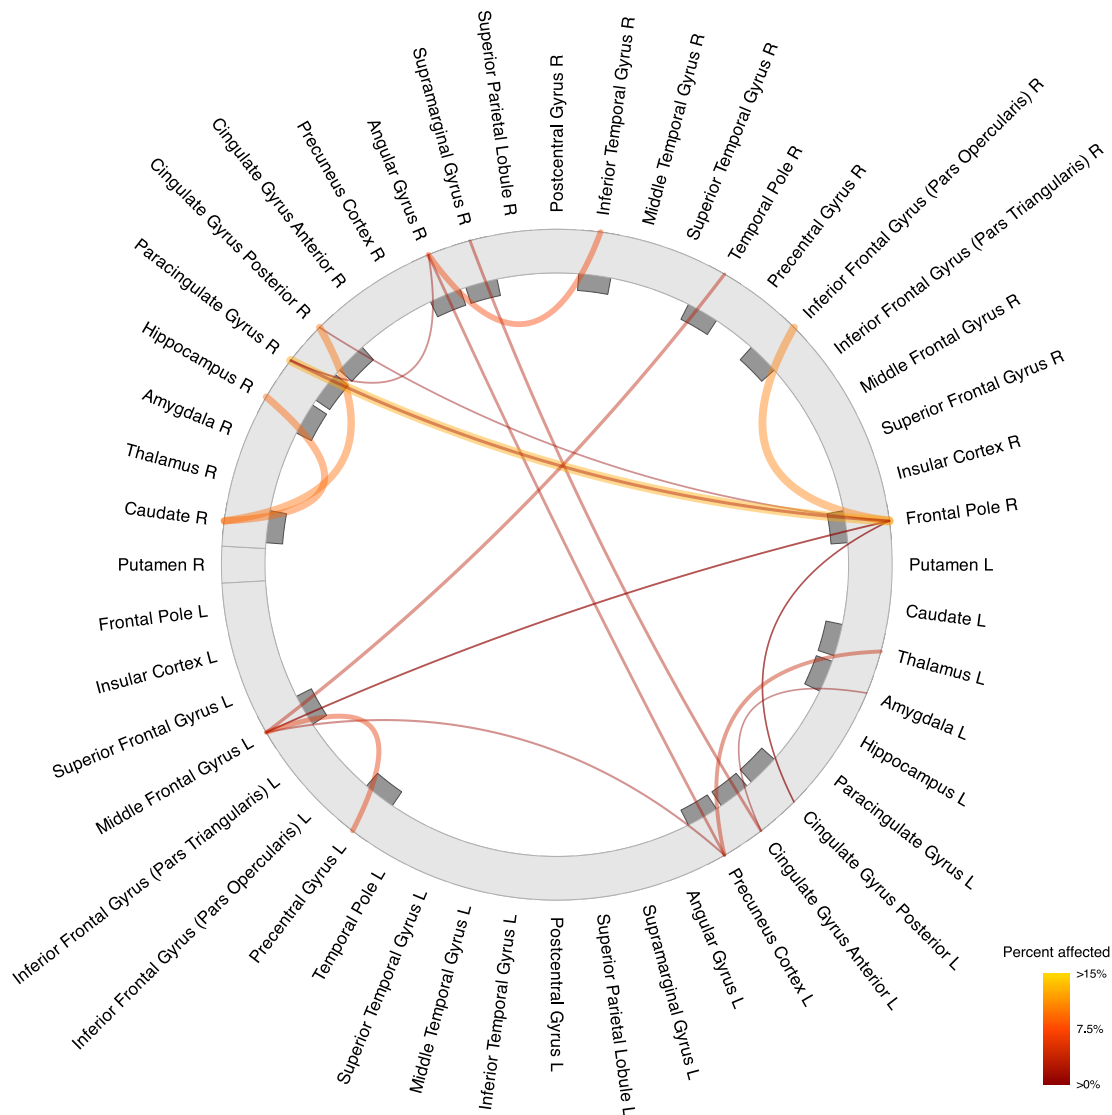 Superior Parietal Lobule R
Postcentral Gyrus R
Inferior Temporal Gyrus R
Middle Temporal Gyrus R
Superior Temporal Gyrus R
Temporal Pole R
Precentral Gyrus R
Inferior Frontal Gyrus (Pars Opercularis) R
Inferior Frontal Gyrus (Pars Triangularis) R
Middle Frontal Gyrus R
Superior Frontal Gyrus R
Insular Cortex R
Frontal Pole R
Putamen L
Caudate L
Thalamus L
Amygdala L
Hippocampus L
Paracingulate Gyrus L
Cingulate Gyrus Posterior L
Cingulate Gyrus Anterior L
Precuneus Cortex L
Angular Gyrus L
Supramarginal Gyrus L
Superior Parietal Lobule L
Postcentral Gyrus L
Inferior Temporal Gyrus L
Middle Temporal Gyrus L
Superior Temporal Gyrus L
Temporal Pole L
Precentral Gyrus L
Inferior Frontal Gyrus (Pars Opercularis) L
Inferior Frontal Gyrus (Pars Triangularis) L
Middle Frontal Gyrus L
Superior Frontal Gyrus L
Insular Cortex L
Frontal Pole L
Putamen R
Caudate R
Thalamus R
Amygdala R
Hippocampus R
Paracingulate Gyrus R
Cingulate Gyrus Posterior R
Cingulate Gyrus Anterior R
Precuneus Cortex R
Angular Gyrus R
Supramarginal Gyrus R
Percent affected
>15%
7.5%
>0%